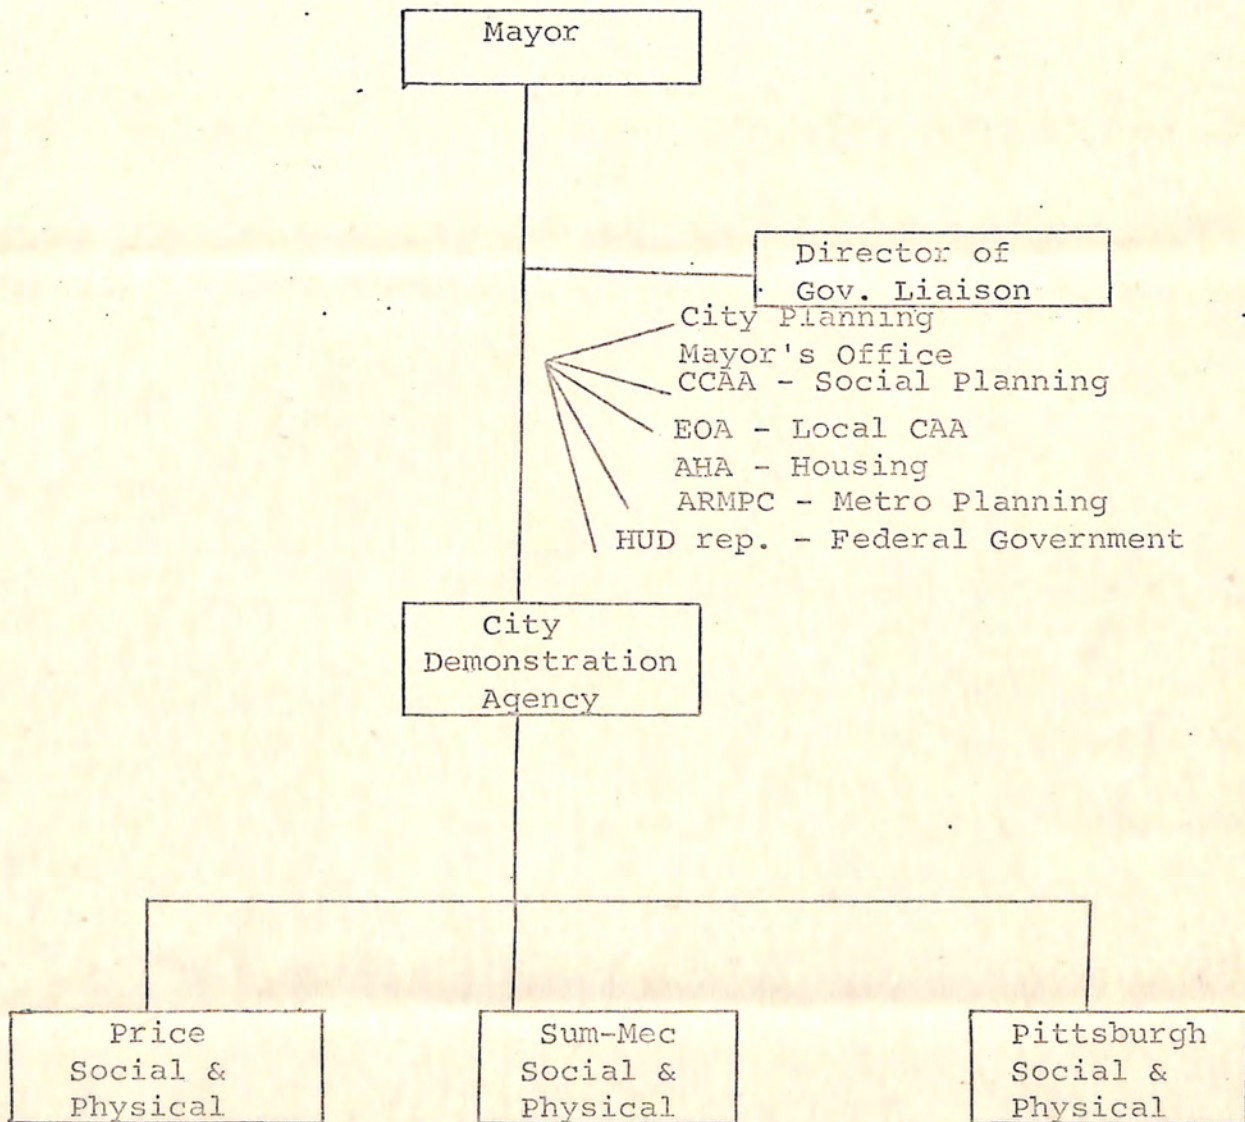 Mayor
Director of
Gov. Liaison
City Planning
Mayor's Office
CCAA - Social Planning
EOA - Local CAA
AHA - Housing
ARMPC - Metro Planning
HUD rep. - Federal Government
City
Demonstration
Agency
Price
Social &
Physical
Sum-Mec
Social &
Physical
Pittsburgh
Social &
Physical